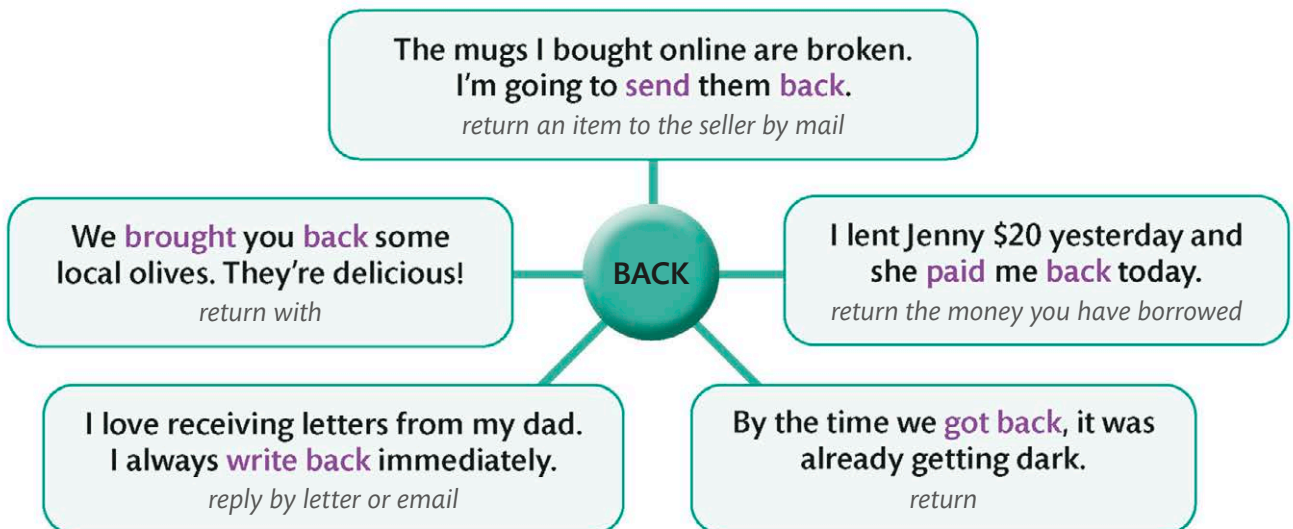 The mugs I bought online are broken.
I'm going to send them back.
return an item to the seller by mail
We brought you back some
local olives. They're delicious!
return with
BACK
I lent Jenny $20 yesterday and
she paid me back today.
return the money you have borrowed
I love receiving letters from my dad.
I always write back immediately.
reply by letter or email
By the time we got back, it was
already getting dark.
return